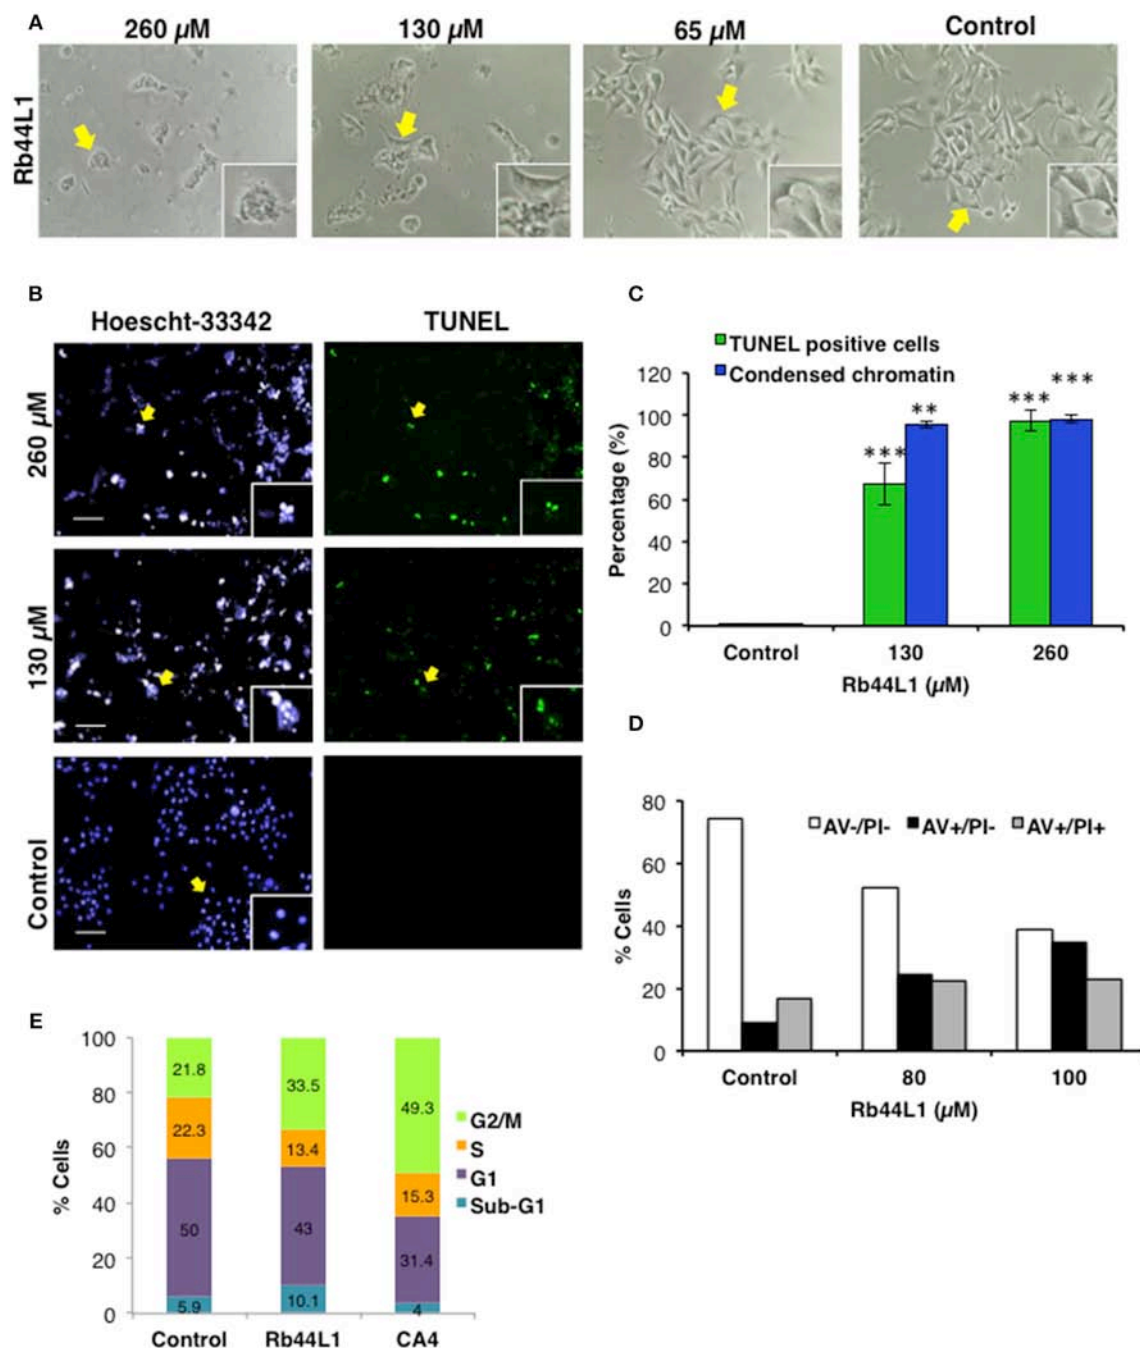 A
260 µM
130 µM
65 µM
Control
Rb44L1
B
Hoescht-33342
TUNEL
260 µM
130 µM
Control
C
TUNEL positive cells
Condensed chromatin
120
100
80
60
40
20
0
Percentage (%)
***
**
***
***
Control
130
260
Rb44L1 (µM)
D
80
60
40
20
0
% Cells
AV-/PI-
AV+/PI-
AV+/PI+
Control
80
100
Rb44L1 (µM)
E
100
80
60
40
20
0
% Cells
21.8
22.3
50
5.9
33.5
13.4
43
10.1
49.3
15.3
31.4
4
G2/M
S
G1
Sub-G1
Control
Rb44L1
CA4